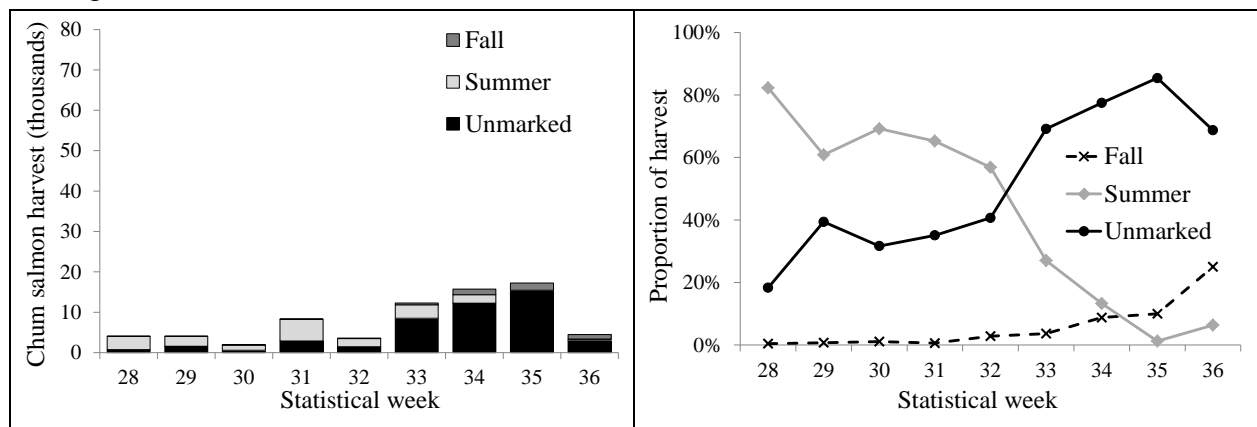 80
70
60
50
40
30
20
10
0
Chum salmon harvest (thousands)
Fall
Summer
Unmarked
28 29 30 31 32 33 34 35 36
Statistical week
100%
80%
60%
40%
20%
0%
Proportion of harvest
Fall
Summer
Unmarked
28 29 30 31 32 33 34 35 36
Statistical week